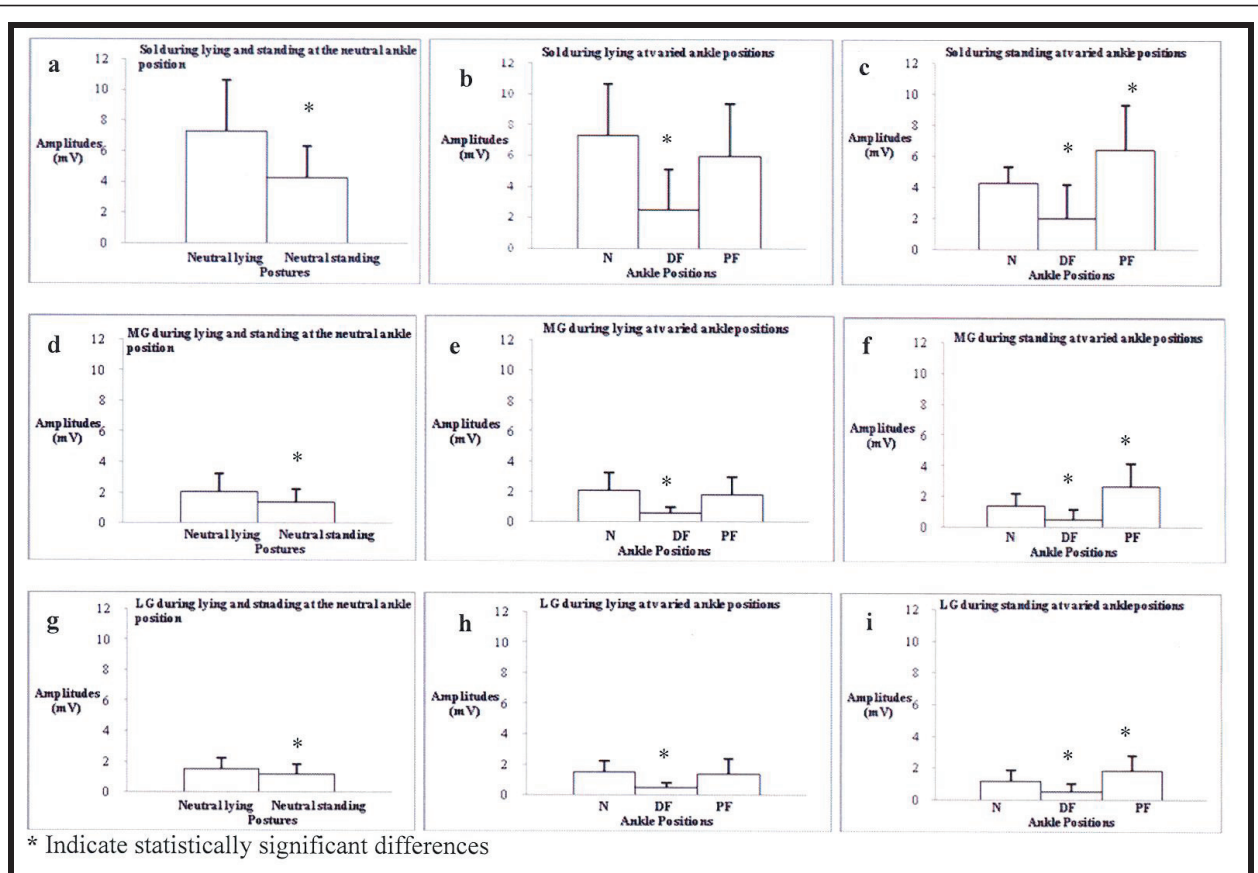 a
Sol during lying and standing at the neutral ankle
position
12
10
8
Amplitudes
(mV)
6
4
2
0
Neutral lying Neutral standing
Postures
b
Sol during lying at varied ankle positions
12
10
8
Amplitudes
(mV)
6
4
2
0
*
N DF PF
Ankle Positions
c
Sol during standing at varied ankle positions
12
10
8
Amplitudes
(mV)
6
4
2
0
* *
N DF PF
Ankle Positions
d
MG during lying and standing at the neutral ankle
position
12
10
8
Amplitudes
(mV)
6
4
2
0
*
Neutral lying Neutral standing
Postures
e
MG during lying at varied ankle positions
12
10
8
Amplitudes
(mV)
6
4
2
0
*
N DF PF
Ankle Positions
f
MG during standing at varied ankle positions
12
10
8
Amplitudes
(mV)
6
4
2
0
* *
N DF PF
Ankle Positions
g
LG during lying and stnading at the neutral ankle
position
12
10
8
Amplitudes
(mV)
6
4
2
0
*
Neutral lying Neutral standing
Postures
h
LG during lying at varied ankle positions
12
10
8
Amplitudes
(mV)
6
4
2
0
*
N DF PF
Ankle Positions
i
LG during standing at varied ankle positions
12
10
8
Amplitudes
(mV)
6
4
2
0
* *
N DF PF
Ankle Positions
* Indicate statistically significant differences